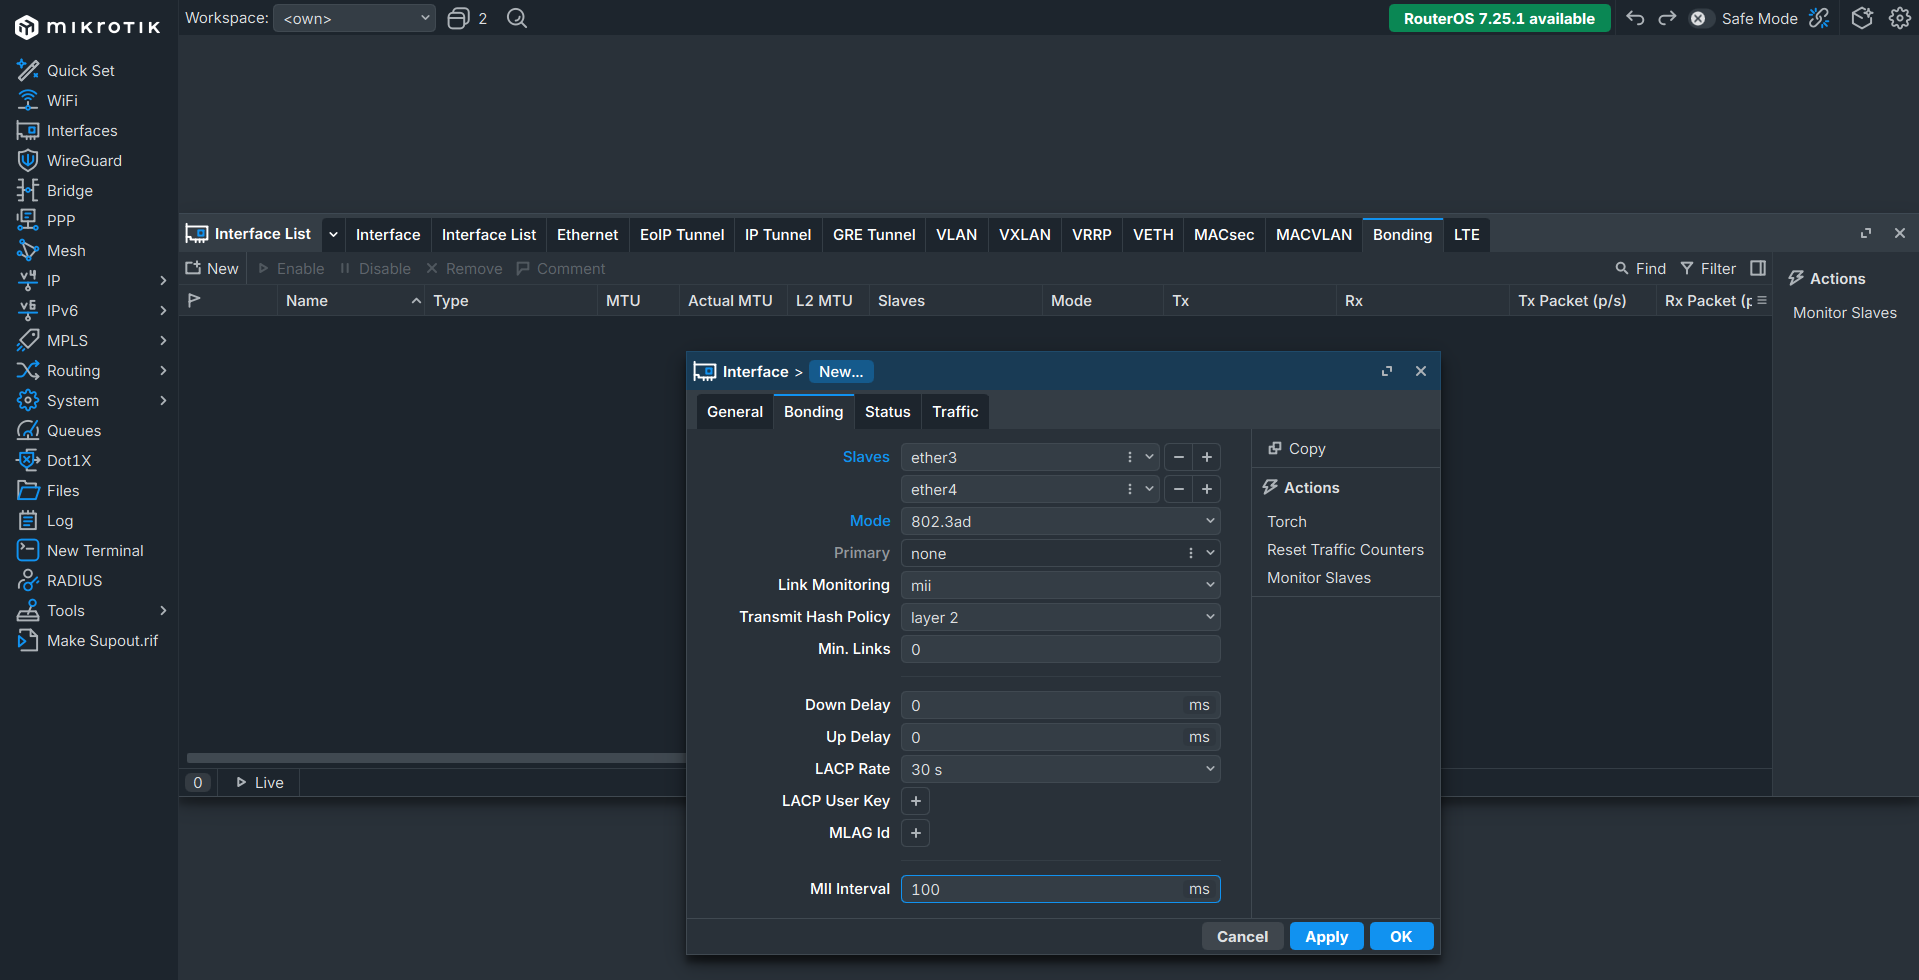 mikrotik
Workspace: <own> 2 RouterOS 7.25.1 available Safe Mode
Quick Set
WiFi
Interfaces
WireGuard
Bridge
PPP
Mesh
IP
IPv6
MPLS
Routing
System
Queues
Dot1X
Files
Log
New Terminal
RADIUS
Tools
Make Supout.rif
Interface List Interface Interface List Ethernet EoIP Tunnel IP Tunnel GRE Tunnel VLAN VXLAN VRRP VETH MACsec MACVLAN Bonding LTE
New Enable Disable Remove Comment Find Filter
Name Type MTU Actual MTU L2 MTU Slaves Mode Tx Rx Tx Packet (p/s) Rx Packet (p
Actions
Monitor Slaves
Interface > New...
General Bonding Status Traffic
Slaves ether3
ether4
Mode 802.3ad
Primary none
Link Monitoring mii
Transmit Hash Policy layer 2
Min. Links 0
Down Delay 0 ms
Up Delay 0 ms
LACP Rate 30 s
LACP User Key
MLAG Id
MII Interval 100 ms
Copy
Actions
Torch
Reset Traffic Counters
Monitor Slaves
Cancel Apply OK
0 Live